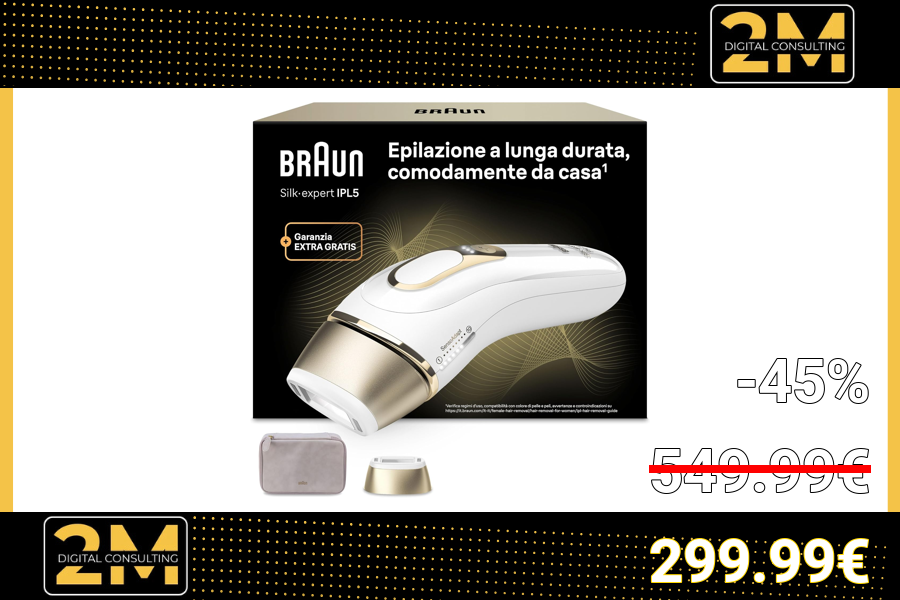 2M
DIGITAL CONSULTING
BRAUN
BRAUN
Silk·expert IPL5
Epilazione a lunga durata,
comodamente da casa¹
Garanzia
EXTRA GRATIS
SensoAdapt
-45%
549.99€
2M
DIGITAL CONSULTING
299.99€